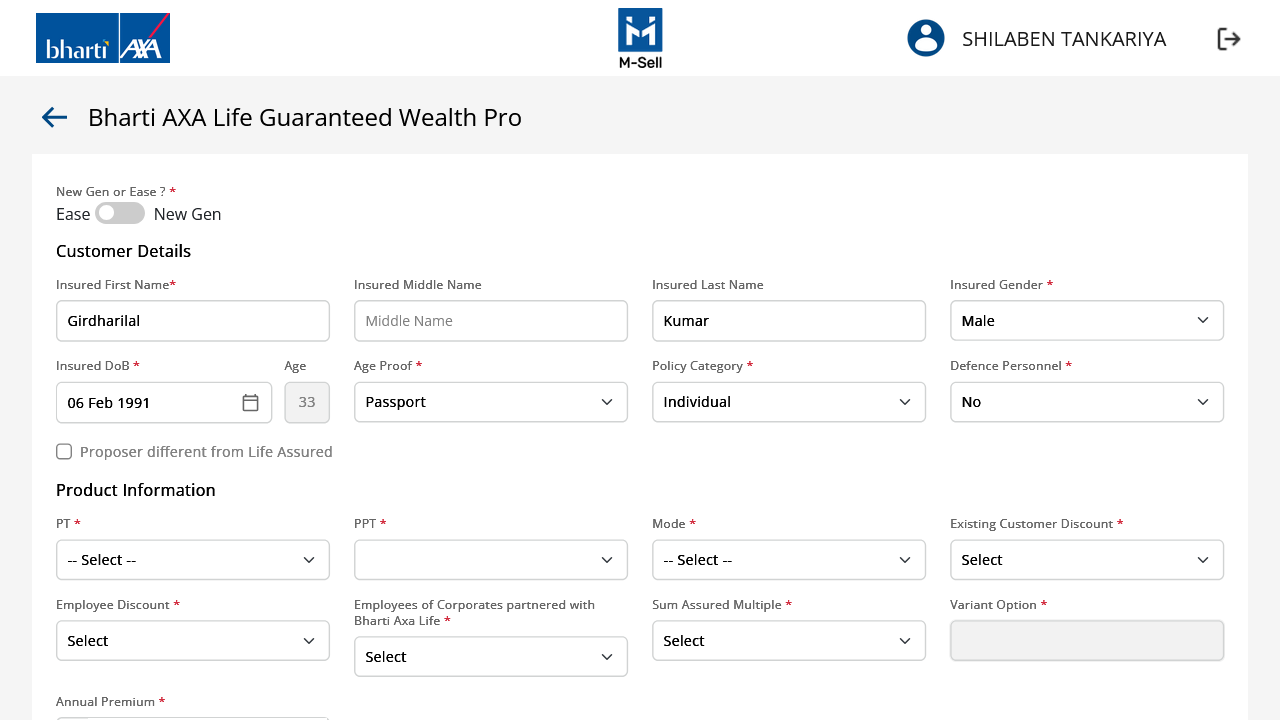 bharti AXA
M-Sell
SHILABEN TANKARIYA
Bharti AXA Life Guaranteed Wealth Pro
New Gen or Ease ? *
Ease New Gen
Customer Details
Insured First Name* Insured Middle Name Insured Last Name Insured Gender *
Girdharilal Middle Name Kumar Male
Insured DoB * Age Age Proof * Policy Category * Defence Personnel *
06 Feb 1991 33 Passport Individual No
Proposer different from Life Assured
Product Information
PT * PPT * Mode * Existing Customer Discount *
-- Select -- -- Select -- Select
Employee Discount * Employees of Corporates partnered with Bharti Axa Life * Sum Assured Multiple * Variant Option *
Select Select Select
Annual Premium *